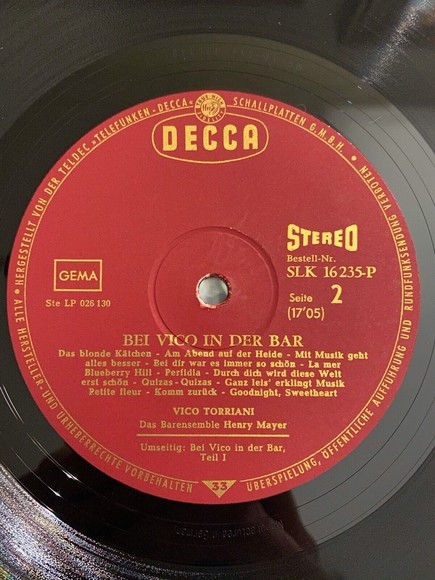 HERGESTELLT VON DER TELDEC »TELEFUNKEN-DECCA« SCHALLPLATTEN G.M.B.H. • ALLE HERSTELLER- UND URHEBERRECHTE VORBEHALTEN
ÜBERSPIELUNG, ÖFFENTLICHE AUFFÜHRUNG UND RUNDFUNKSENDUNG VERBOTEN
DECCA
STEREO
Bestell-Nr.
SLK 16 235-P
GEMA
Ste LP 026 130
Seite 2
(17'05)
BEI VICO IN DER BAR
Das blonde Kätchen - Am Abend auf der Heide - Mit Musik geht
alles besser - Bei dir war es immer so schön - La mer
Blueberry Hill - Perfidia - Durch dich wird diese Welt
erst schön - Quizas - Quizas - Ganz leis' erklingt Musik
Petite fleur - Komm zurück - Goodnight, Sweetheart
VICO TORRIANI
Das Barensemble Henry Mayer
Umseitig: Bei Vico in der Bar,
Teil I
33